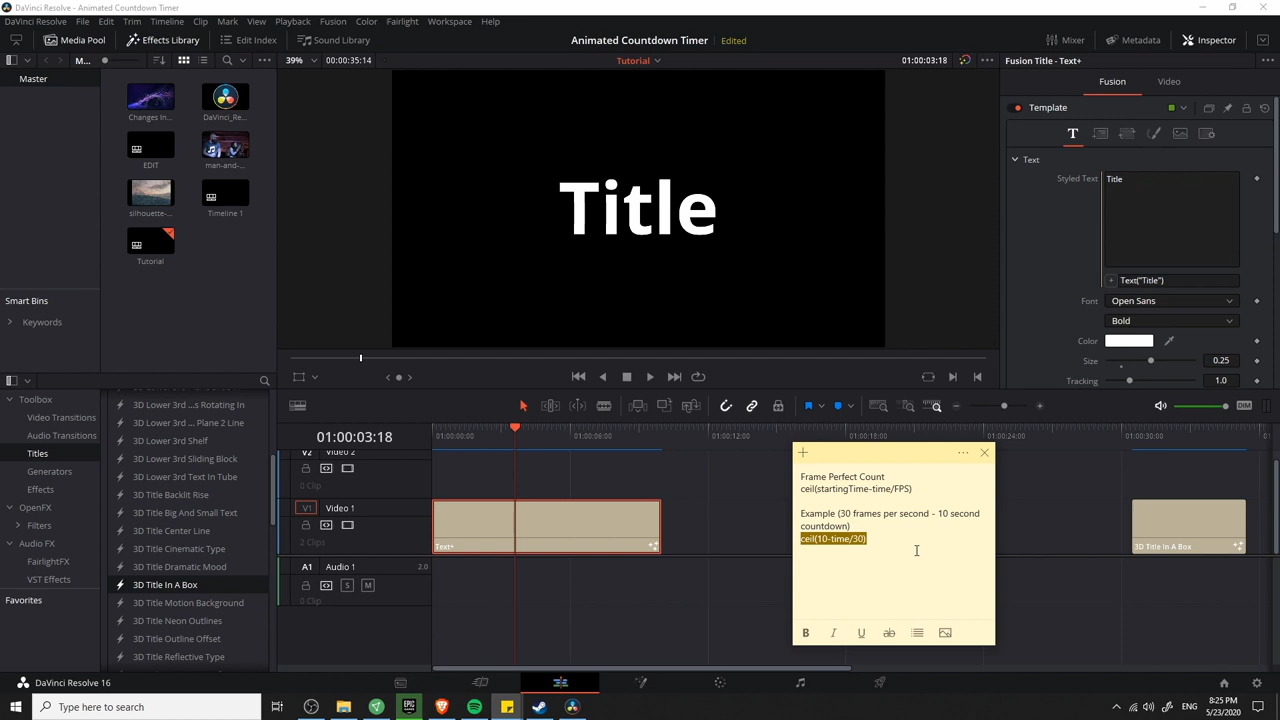 DaVinci Resolve - Animated Countdown Timer
DaVinci Resolve File Edit Trim Timeline Clip Mark View Playback Fusion Color Fairlight Workspace Help
Media Pool Effects Library Edit Index Sound Library Animated Countdown Timer Edited Mixer Metadata Inspector
M... 39% 00:00:35:14 Tutorial 01:00:03:18 Fusion Title - Text+
Master
Fusion Video
Changes In... DaVinci_Re...
Template
EDIT man-and-...
Text
Styled Text Title
silhouette-... Timeline 1
Tutorial
Title
Text("Title")
Font Open Sans
Bold
Color
Size 0.25
Tracking 1.0
Smart Bins
Keywords
Toolbox
Video Transitions
Audio Transitions
Titles
Generators
Effects
OpenFX
Filters
Audio FX
FairlightFX
VST Effects
Favorites
3D Lower 3rd ...s Rotating In
3D Lower 3rd ... Plane 2 Line
3D Lower 3rd Shelf
3D Lower 3rd Sliding Block
3D Lower 3rd Text In Tube
3D Title Backlit Rise
3D Title Big And Small Text
3D Title Center Line
3D Title Cinematic Type
3D Title Dramatic Mood
3D Title In A Box
3D Title Motion Background
3D Title Neon Outlines
3D Title Outline Offset
3D Title Reflective Type
DIM
01:00:03:18 01:00:00:00 01:00:06:00 01:00:12:00 01:00:18:00 01:00:24:00 01:00:30:00
V2 Video 2
0 Clip
V1 Video 1
2 Clips
Text+
3D Title In A Box
A1 Audio 1 2.0
S M
0 Clip
Frame Perfect Count
ceil(startingTime-time/FPS)
Example (30 frames per second - 10 second
countdown)
ceil(10-time/30)
B I U ab
DaVinci Resolve 16
Type here to search
EPIC GAMES
ENG
8:25 PM
5/23/2020